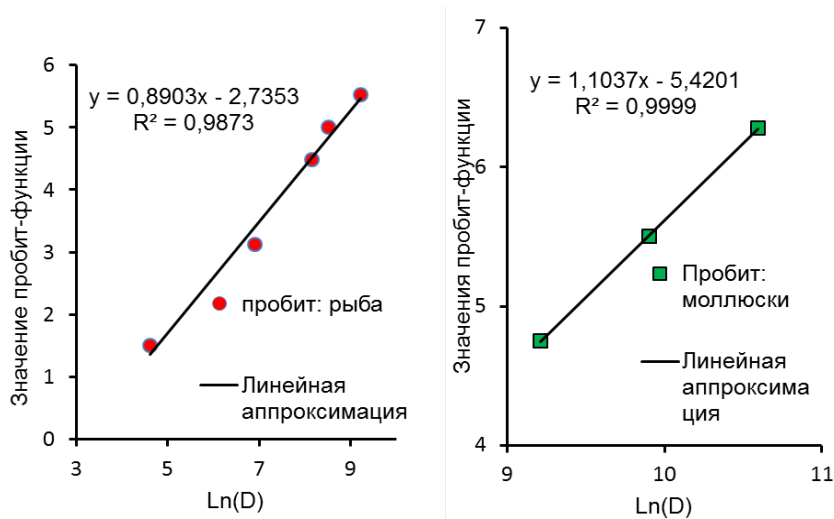 Значение пробит-функции
6
5
4
3
2
1
0
y = 0,8903x - 2,7353
R² = 0,9873
пробит: рыба
Линейная
аппроксимация
3
5
7
9
Ln(D)
Значения пробит-функции
7
6
5
4
y = 1,1037x - 5,4201
R² = 0,9999
Пробит:
моллюски
Линейная
аппроксима
ция
9
10
11
Ln(D)